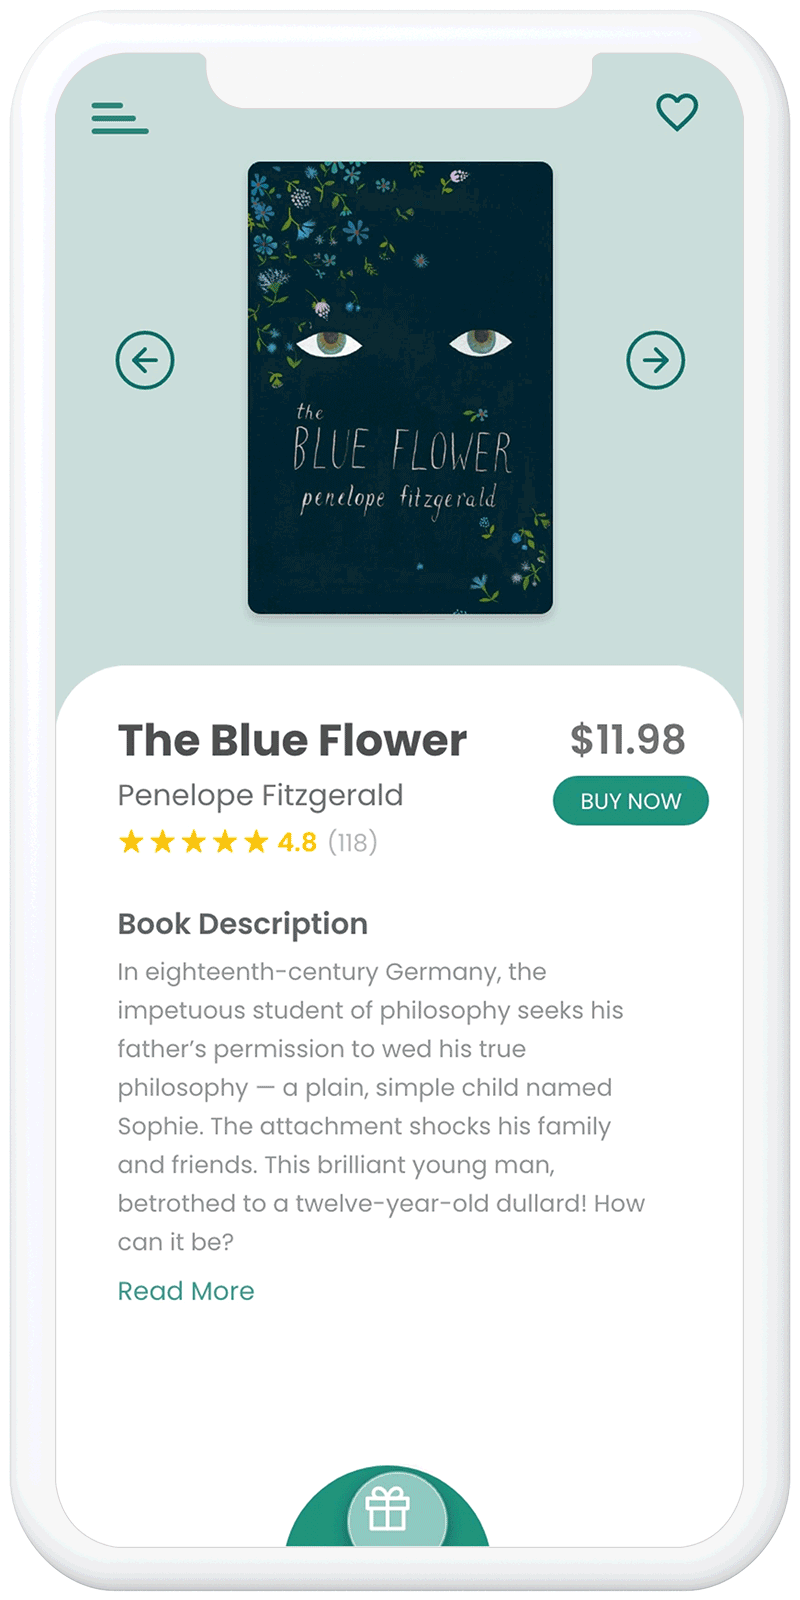 the
BLUE FLOWER
penelope fitzgerald
The Blue Flower
$11.98
Penelope Fitzgerald
BUY NOW
4.8 (118)
Book Description
In eighteenth-century Germany, the
impetuous student of philosophy seeks his
father’s permission to wed his true
philosophy — a plain, simple child named
Sophie. The attachment shocks his family
and friends. This brilliant young man,
betrothed to a twelve-year-old dullard! How
can it be?
Read More